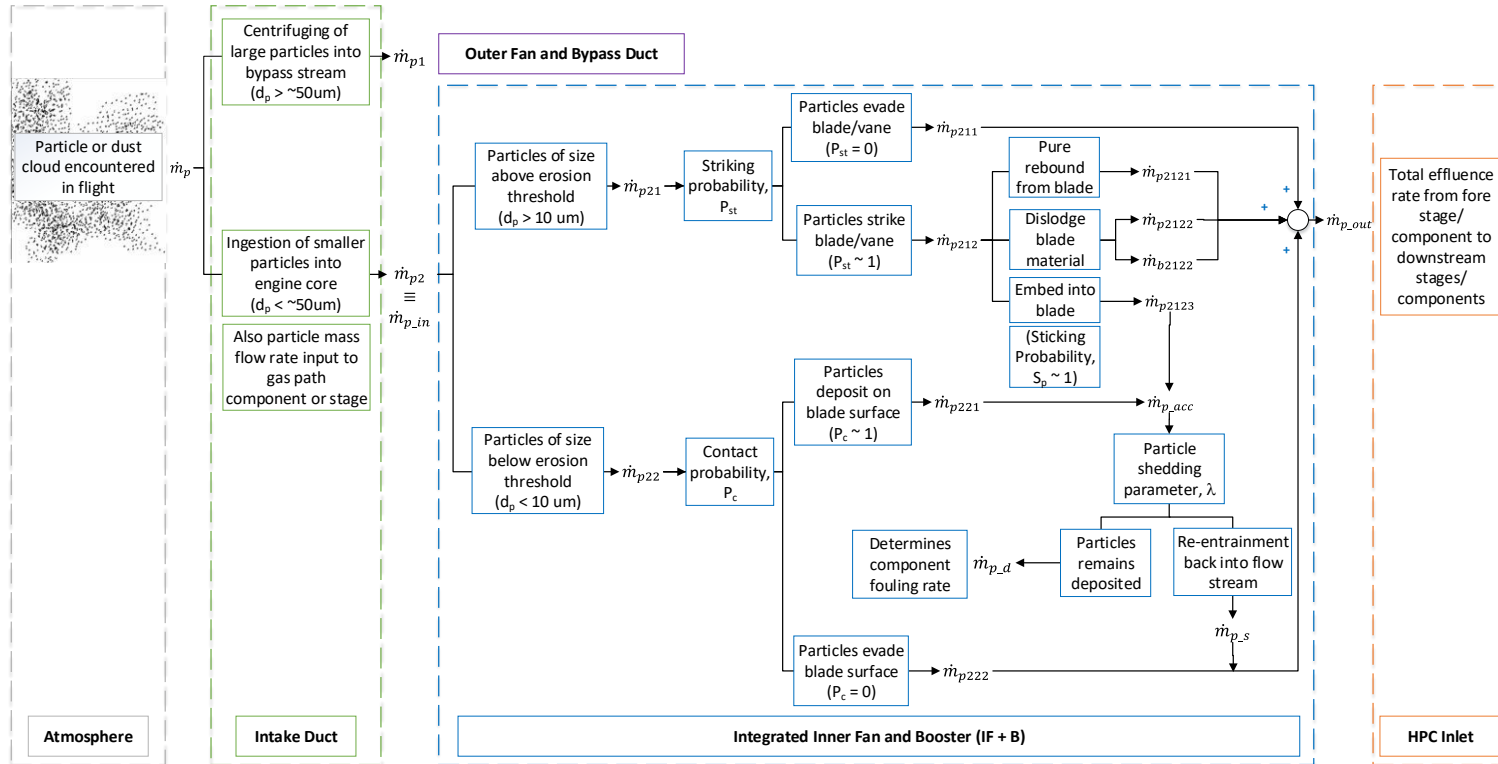 Centrifuging of
large particles into
bypass stream
(dp > ~50um)
ṁp1
Outer Fan and Bypass Duct
Particle or dust
cloud encountered
in flight
ṁp
Ingestion of smaller
particles into
engine core
(dp < ~50um)
ṁp2
≡
ṁp_in
Also particle mass
flow rate input to
gas path
component or stage
Particles of size
above erosion
threshold
(dp > 10 um)
ṁp21
Striking
probability,
Pst
Particles evade
blade/vane
(Pst = 0)
ṁp211
Particles strike
blade/vane
(Pst ~ 1)
ṁp212
Pure
rebound
from blade
ṁp2121
Dislodge
blade
material
ṁp2122
ṁb2122
Embed into
blade
ṁp2123
(Sticking
Probability,
Sp ~ 1)
+
+
+
ṁp_out
Total effluence
rate from fore
stage/
component to
downstream
stages/
components
Particles of size
below erosion
threshold
(dp < 10 um)
ṁp22
Contact
probability,
Pc
Particles
deposit on
blade surface
(Pc ~ 1)
ṁp221
ṁp_acc
Particle
shedding
parameter, λ
Determines
component
fouling rate
ṁp_d
Particles
remains
deposited
Re-entrainment
back into flow
stream
ṁp_s
Particles evade
blade surface
(Pc = 0)
ṁp222
Atmosphere
Intake Duct
Integrated Inner Fan and Booster (IF + B)
HPC Inlet